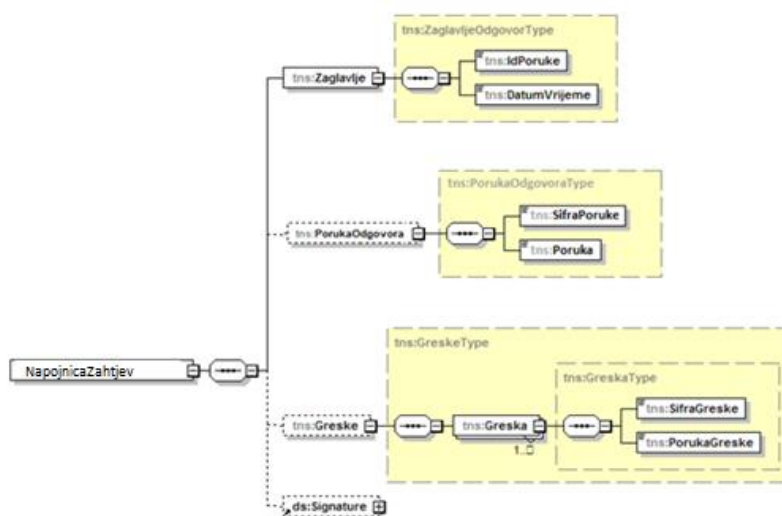 tns:ZaglavljeOdgovorType
tns:IdPoruke
tns:Zaglavlje
tns:DatumVrijeme
tns:PorukaOdgovoraType
tns:SifraPoruke
tns:PorukaOdgovora
tns:Poruka
tns:GreskeType
NapojnicaZahtjev
tns:GreskaType
tns:SifraGreske
tns:Greske
tns:Greska
tns:PorukaGreske
1..
ds:Signature